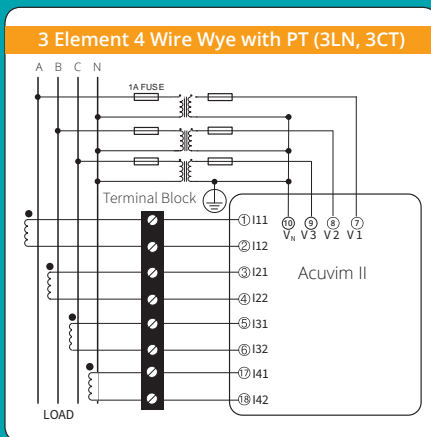 3 Element 4 Wire Wye with PT (3LN, 3CT)
A B C N
1A FUSE
Terminal Block
① I11
② I12
③ I21
④ I22
⑤ I31
⑥ I32
⑰ I41
⑱ I42
⑩ ⑨ ⑧ ⑦
VN V3 V2 V1
Acuvim II
LOAD